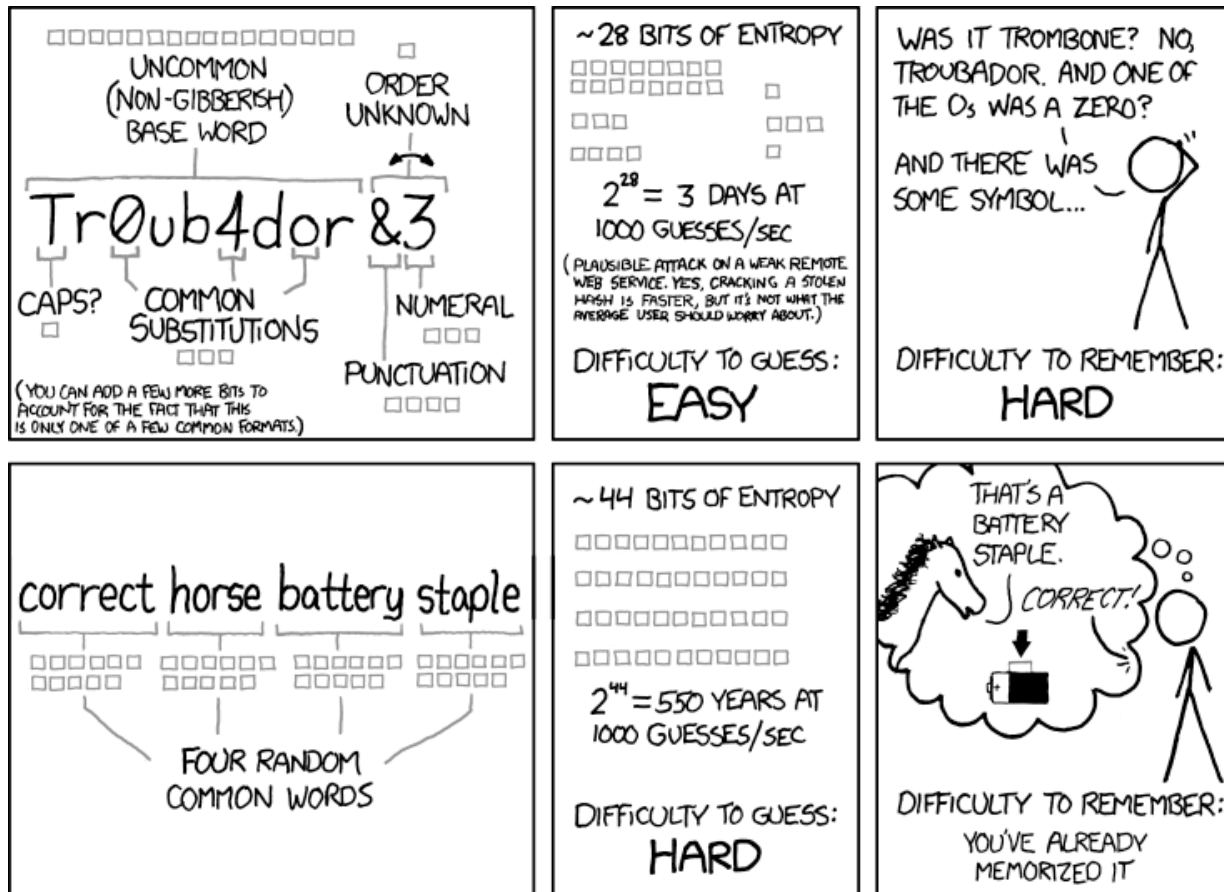 UNCOMMON
(NON-GIBBERISH)
BASE WORD
ORDER
UNKNOWN
Tr0ub4dor &3
CAPS?
COMMON
SUBSTITUTIONS
NUMERAL
PUNCTUATION
(YOU CAN ADD A FEW MORE BITS TO
ACCOUNT FOR THE FACT THAT THIS
IS ONLY ONE OF A FEW COMMON FORMATS.)
~28 BITS OF ENTROPY
2^28 = 3 DAYS AT
1000 GUESSES/SEC
(PLAUSIBLE ATTACK ON A WEAK REMOTE
WEB SERVICE. YES, CRACKING A STOLEN
HASH IS FASTER, BUT IT'S NOT WHAT THE
AVERAGE USER SHOULD WORRY ABOUT.)
DIFFICULTY TO GUESS:
EASY
WAS IT TROMBONE? NO,
TROUBADOR. AND ONE OF
THE Os WAS A ZERO?
AND THERE WAS
SOME SYMBOL...
DIFFICULTY TO REMEMBER:
HARD
correct horse battery staple
FOUR RANDOM
COMMON WORDS
~44 BITS OF ENTROPY
2^44 = 550 YEARS AT
1000 GUESSES/SEC
DIFFICULTY TO GUESS:
HARD
THAT'S A
BATTERY
STAPLE.
CORRECT!
DIFFICULTY TO REMEMBER:
YOU'VE ALREADY
MEMORIZED IT